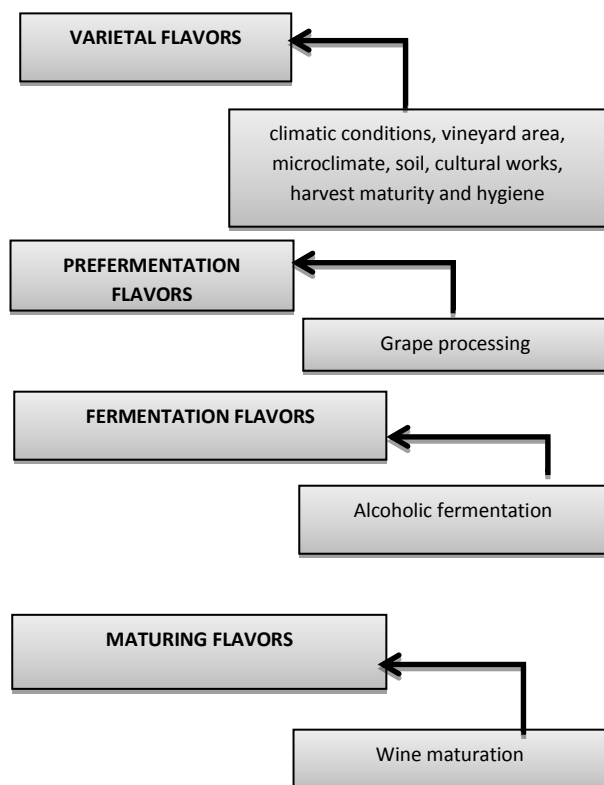 VARIETAL FLAVORS
climatic conditions, vineyard area,
microclimate, soil, cultural works,
harvest maturity and hygiene
PREFERMENTATION
FLAVORS
Grape processing
FERMENTATION FLAVORS
Alcoholic fermentation
MATURING FLAVORS
Wine maturation